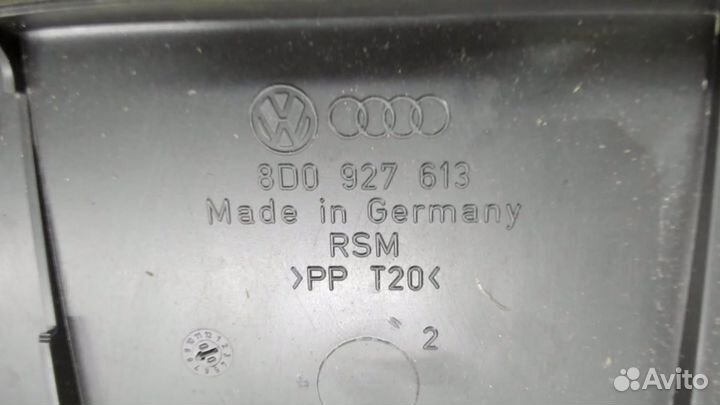 8D0 927 613
Made in Germany
RSM
>PP T20<
2
Avito